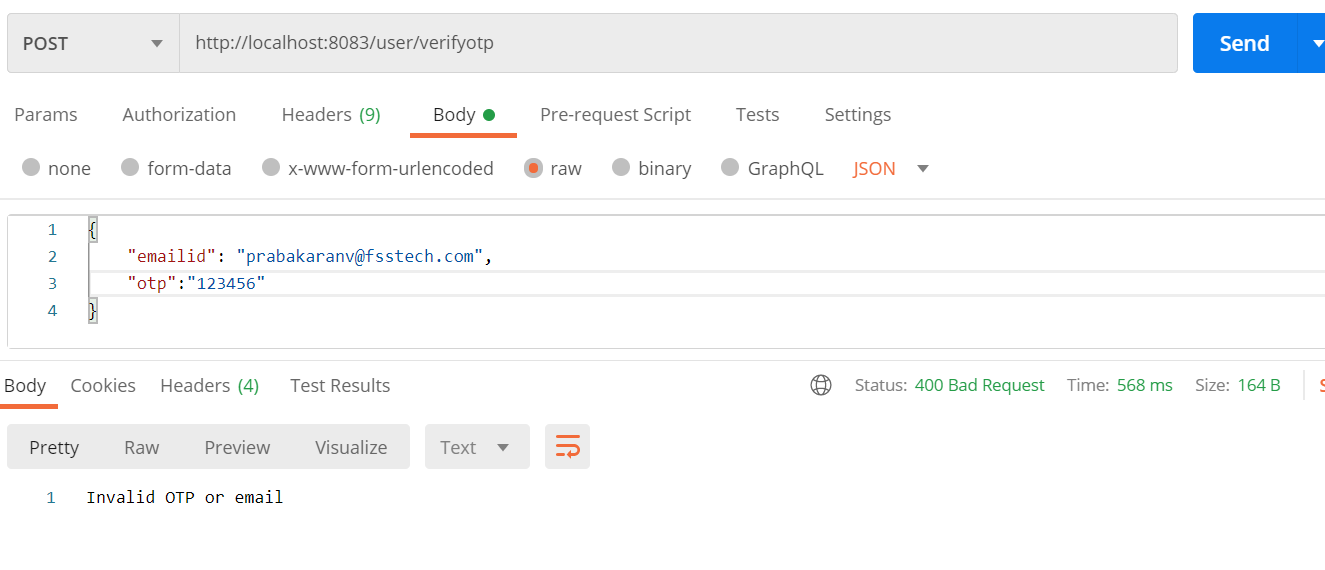 POST http://localhost:8083/user/verifyotp Send
Params Authorization Headers (9) Body Pre-request Script Tests Settings
none form-data x-www-form-urlencoded raw binary GraphQL JSON
1 {
2 "emailid": "prabakaranv@fsstech.com",
3 "otp":"123456"
4 }
Body Cookies Headers (4) Test Results Status: 400 Bad Request Time: 568 ms Size: 164 B
Pretty Raw Preview Visualize Text
1 Invalid OTP or email